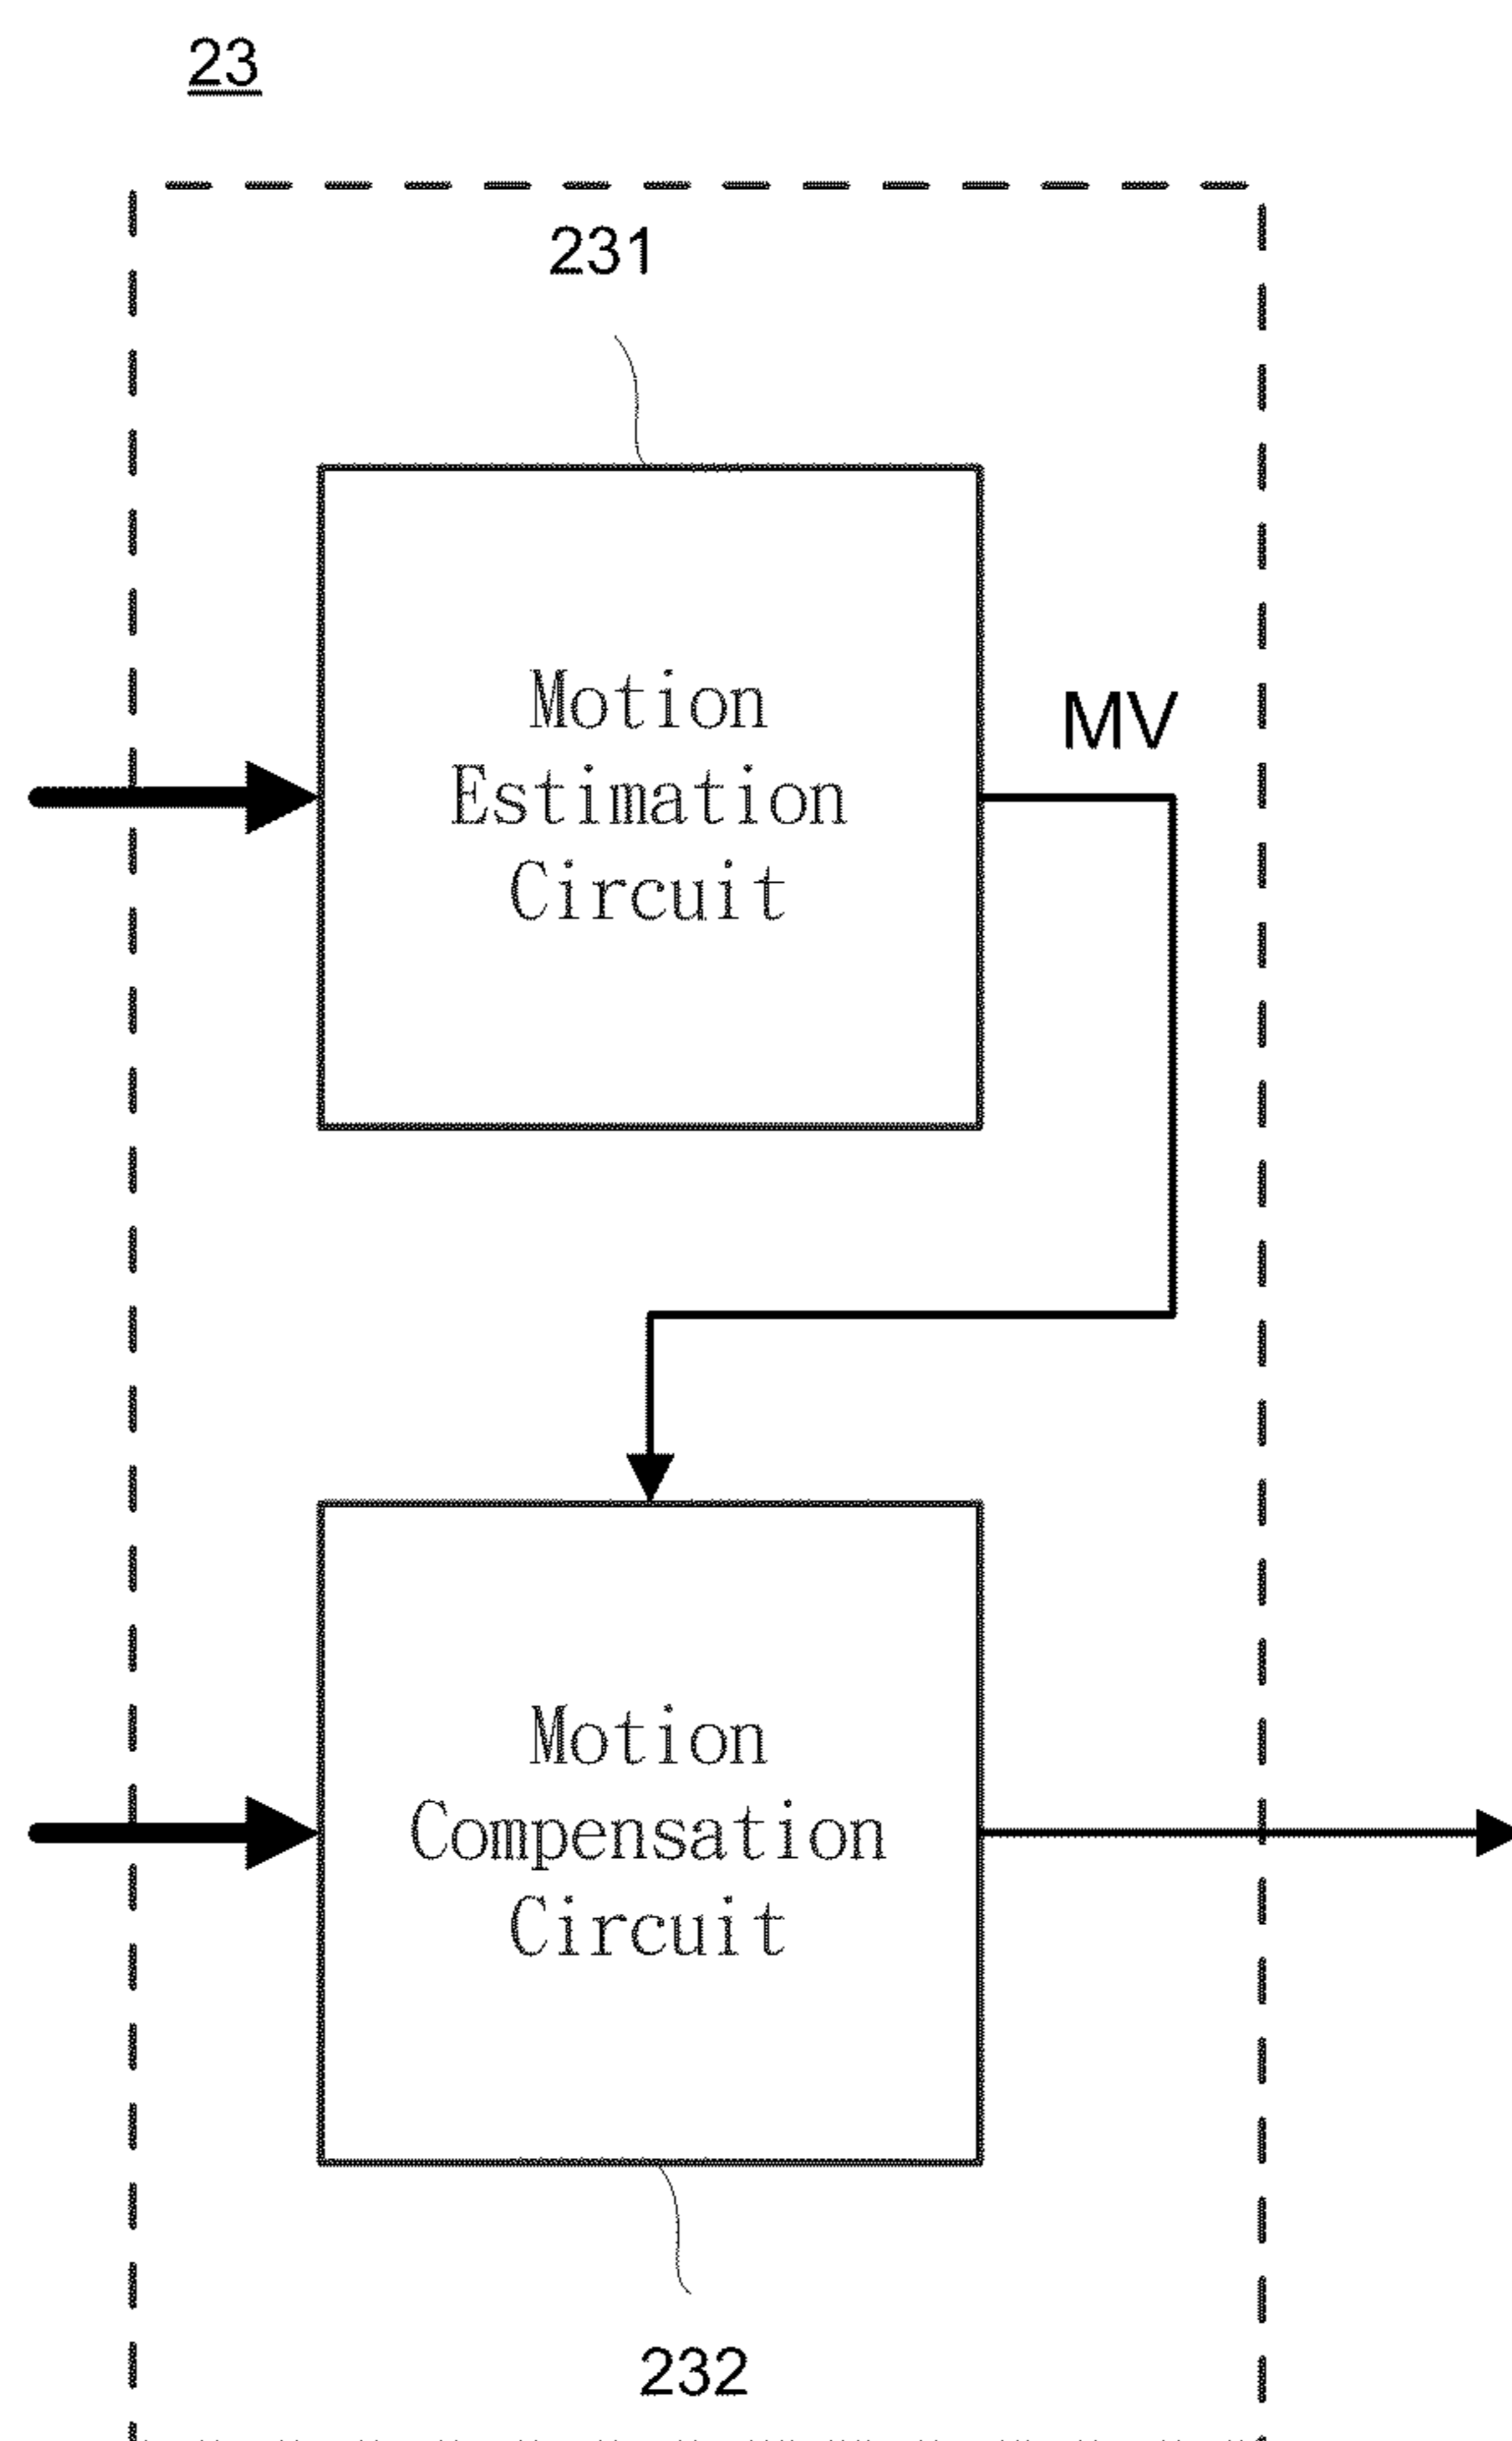 23
231
Motion
Estimation
Circuit
MV
Motion
Compensation
Circuit
232